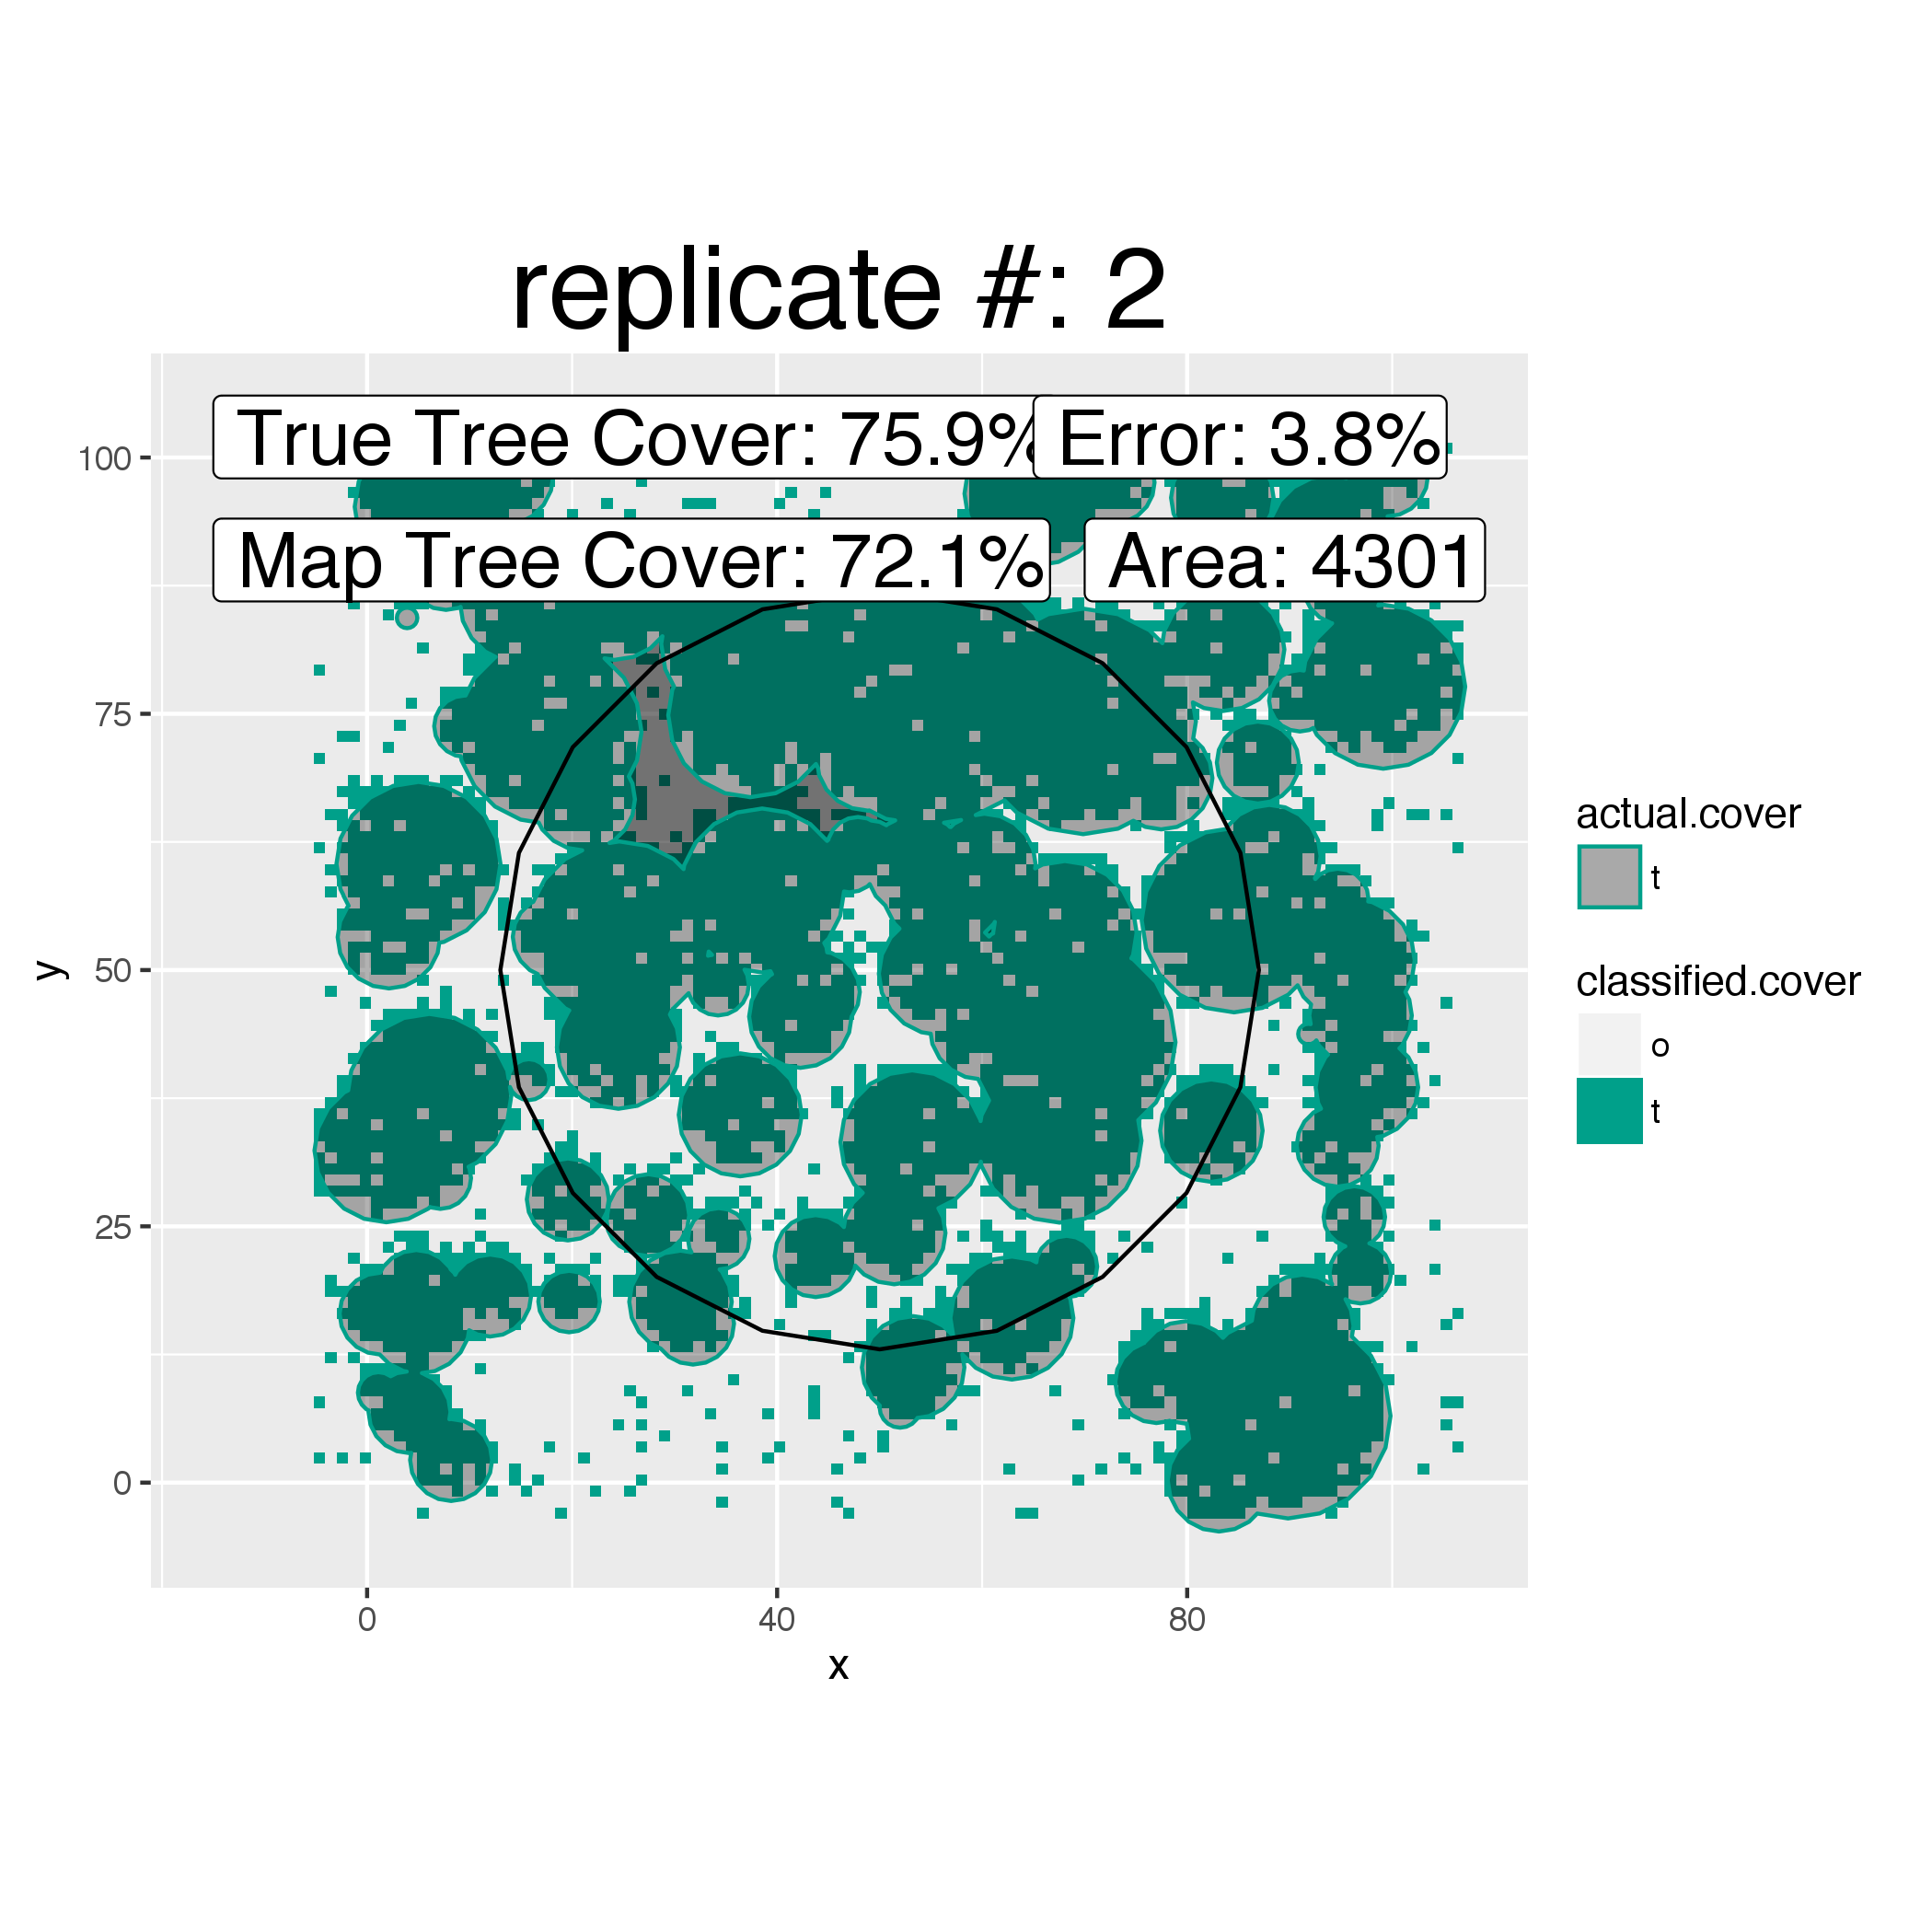 replicate #: 2
True Tree Cover: 75.9%
Error: 3.8%
Map Tree Cover: 72.1%
Area: 4301
100
75
50
25
0
y
0
40
80
x
actual.cover
t
classified.cover
o
t